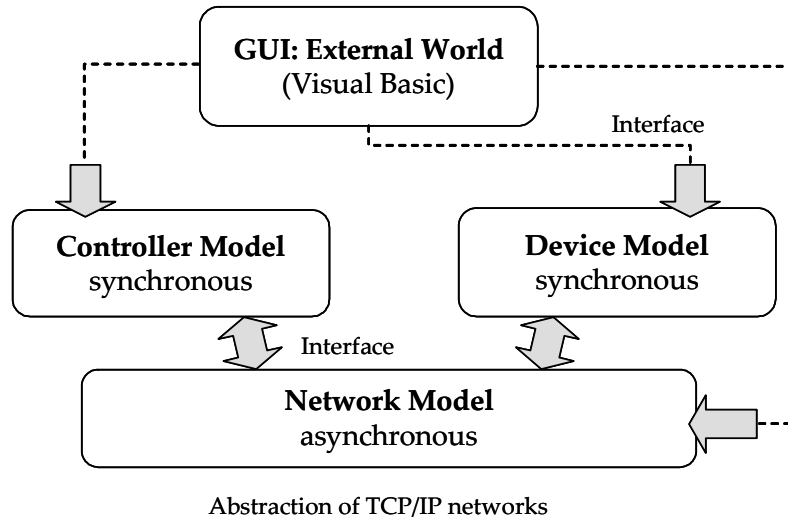 GUI: External World
(Visual Basic)
Interface
Controller Model
synchronous
Device Model
synchronous
Interface
Network Model
asynchronous
Abstraction of TCP/IP networks